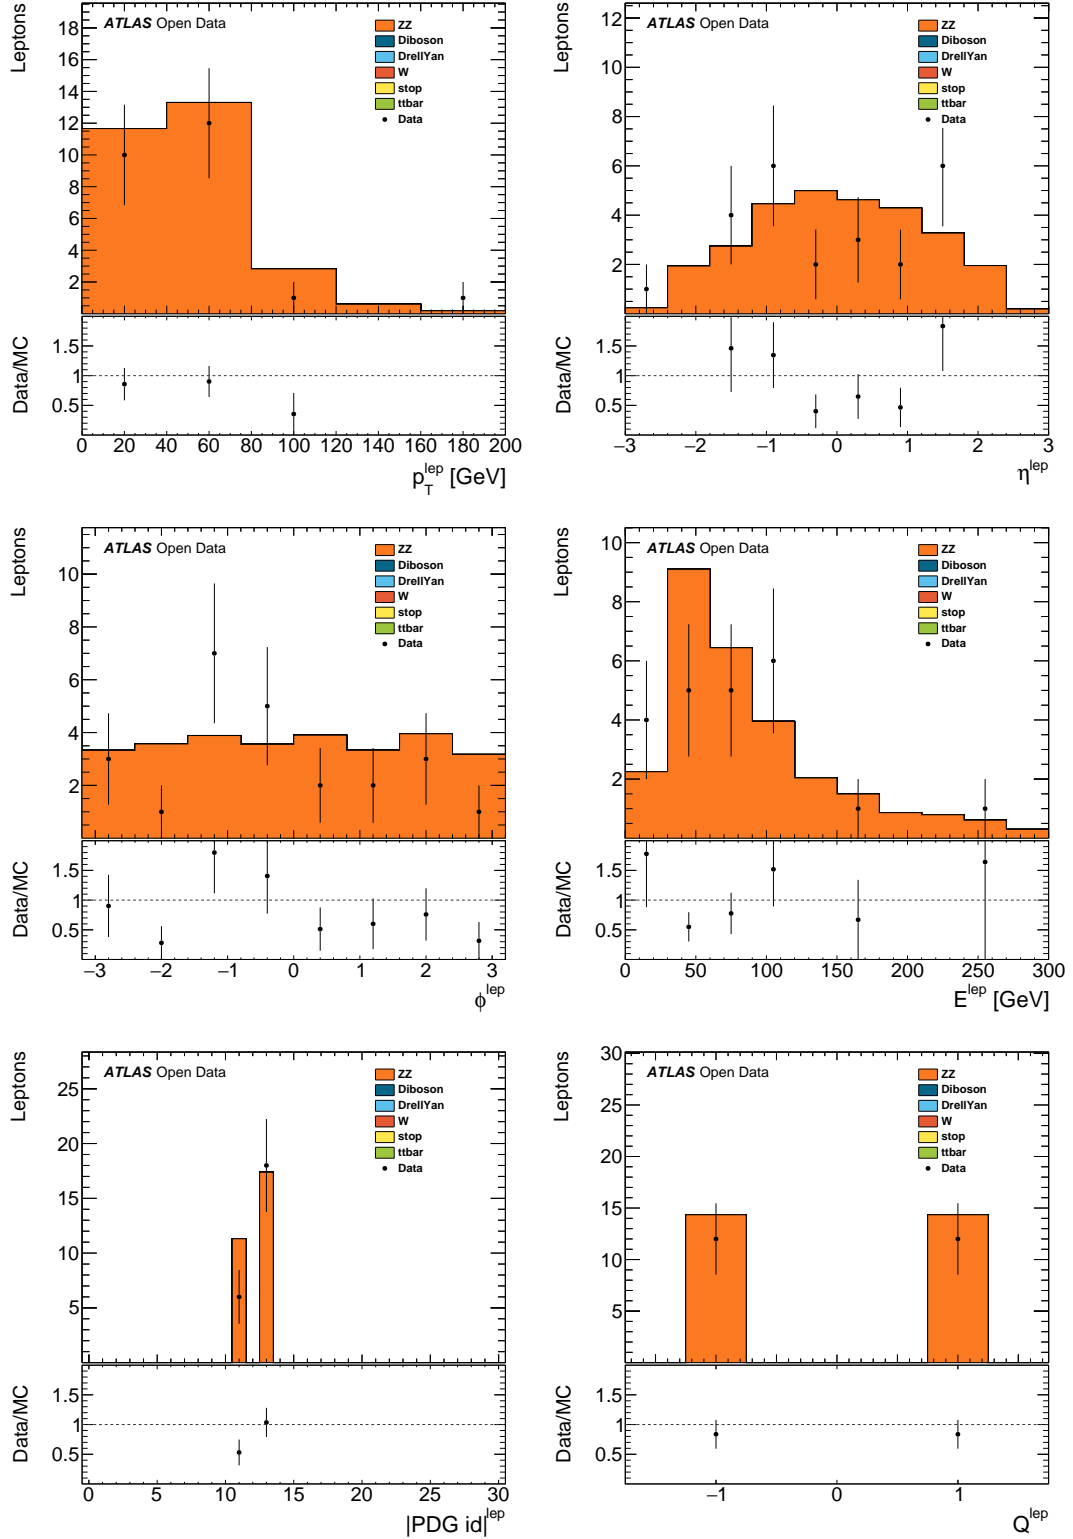 Leptons
ATLAS Open Data
ZZ
Diboson
DrellYan
W
stop
ttbar
Data
18
16
14
12
10
8
6
4
2
Data/MC
1.5
1
0.5
0 20 40 60 80 100 120 140 160 180 200
p_T^lep [GeV]
Leptons
ATLAS Open Data
ZZ
Diboson
DrellYan
W
stop
ttbar
Data
12
10
8
6
4
2
Data/MC
1.5
1
0.5
−3 −2 −1 0 1 2 3
η^lep
Leptons
ATLAS Open Data
ZZ
Diboson
DrellYan
W
stop
ttbar
Data
10
8
6
4
2
Data/MC
1.5
1
0.5
−3 −2 −1 0 1 2 3
ϕ^lep
Leptons
ATLAS Open Data
ZZ
Diboson
DrellYan
W
stop
ttbar
Data
10
8
6
4
2
Data/MC
1.5
1
0.5
0 50 100 150 200 250 300
E^lep [GeV]
Leptons
ATLAS Open Data
ZZ
Diboson
DrellYan
W
stop
ttbar
Data
25
20
15
10
5
Data/MC
1.5
1
0.5
0 5 10 15 20 25 30
|PDG id|^lep
Leptons
ATLAS Open Data
ZZ
Diboson
DrellYan
W
stop
ttbar
Data
30
25
20
15
10
5
Data/MC
1.5
1
0.5
−1 0 1
Q^lep